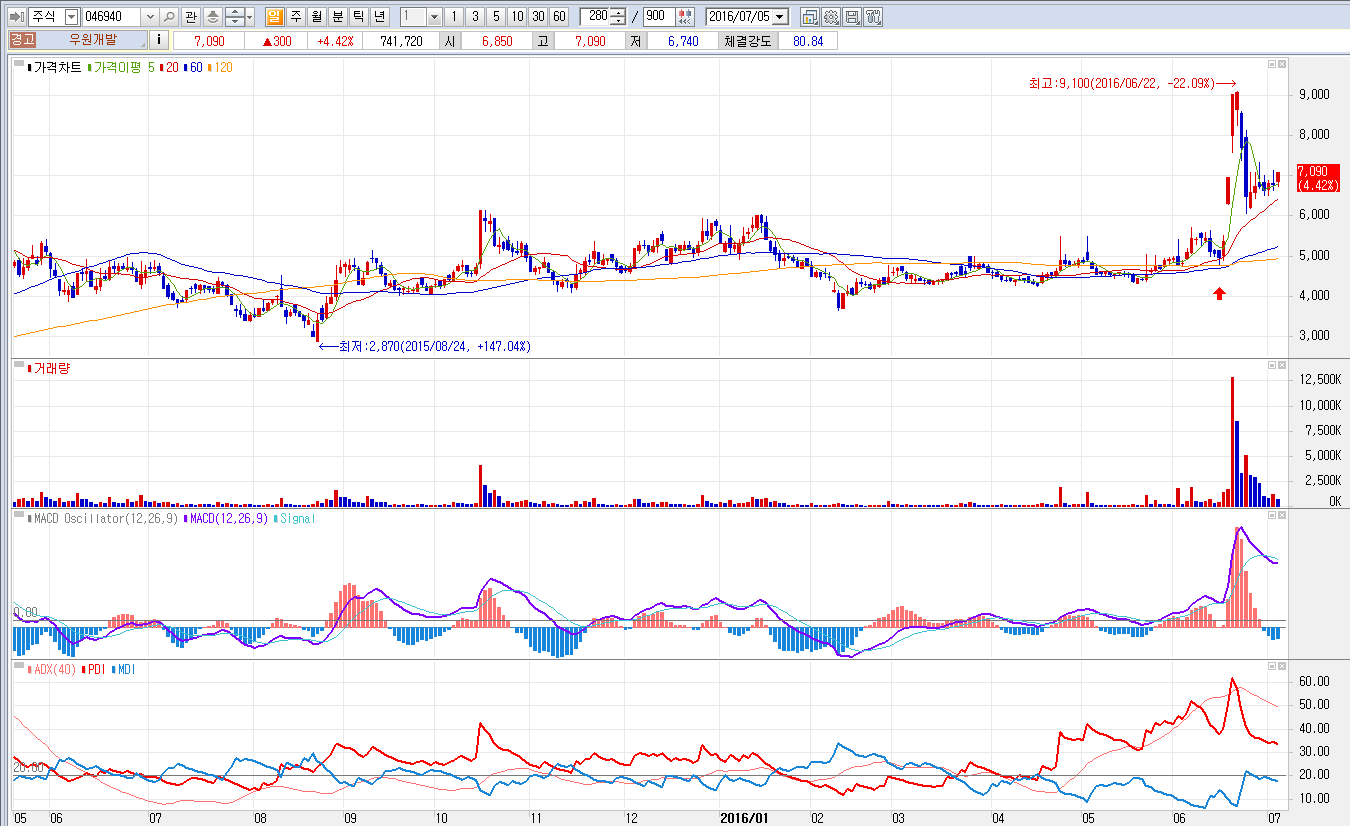 주식 046940 관 일 주 월 분 틱 년 1 1 3 5 10 30 60 280 / 900 2016/07/05
경고 우원개발 i 7,090 ▲300 +4.42% 741,720 시 6,850 고 7,090 저 6,740 체결강도 80.84
가격차트 가격이평 5 20 60 120
최고:9,100(2016/06/22, -22.09%)→
9,000
8,000
7,090
(4.42%)
6,000
5,000
4,000
3,000
←최저:2,870(2015/08/24, +147.04%)
거래량
12,500K
10,000K
7,500K
5,000K
2,500K
0K
MACD Oscillator(12,26,9) MACD(12,26,9) Signal
0.00
ADX(40) PDI MDI
60.00
50.00
40.00
30.00
20.00
20.00
10.00
05 06 07 08 09 10 11 12 2016/01 02 03 04 05 06 07